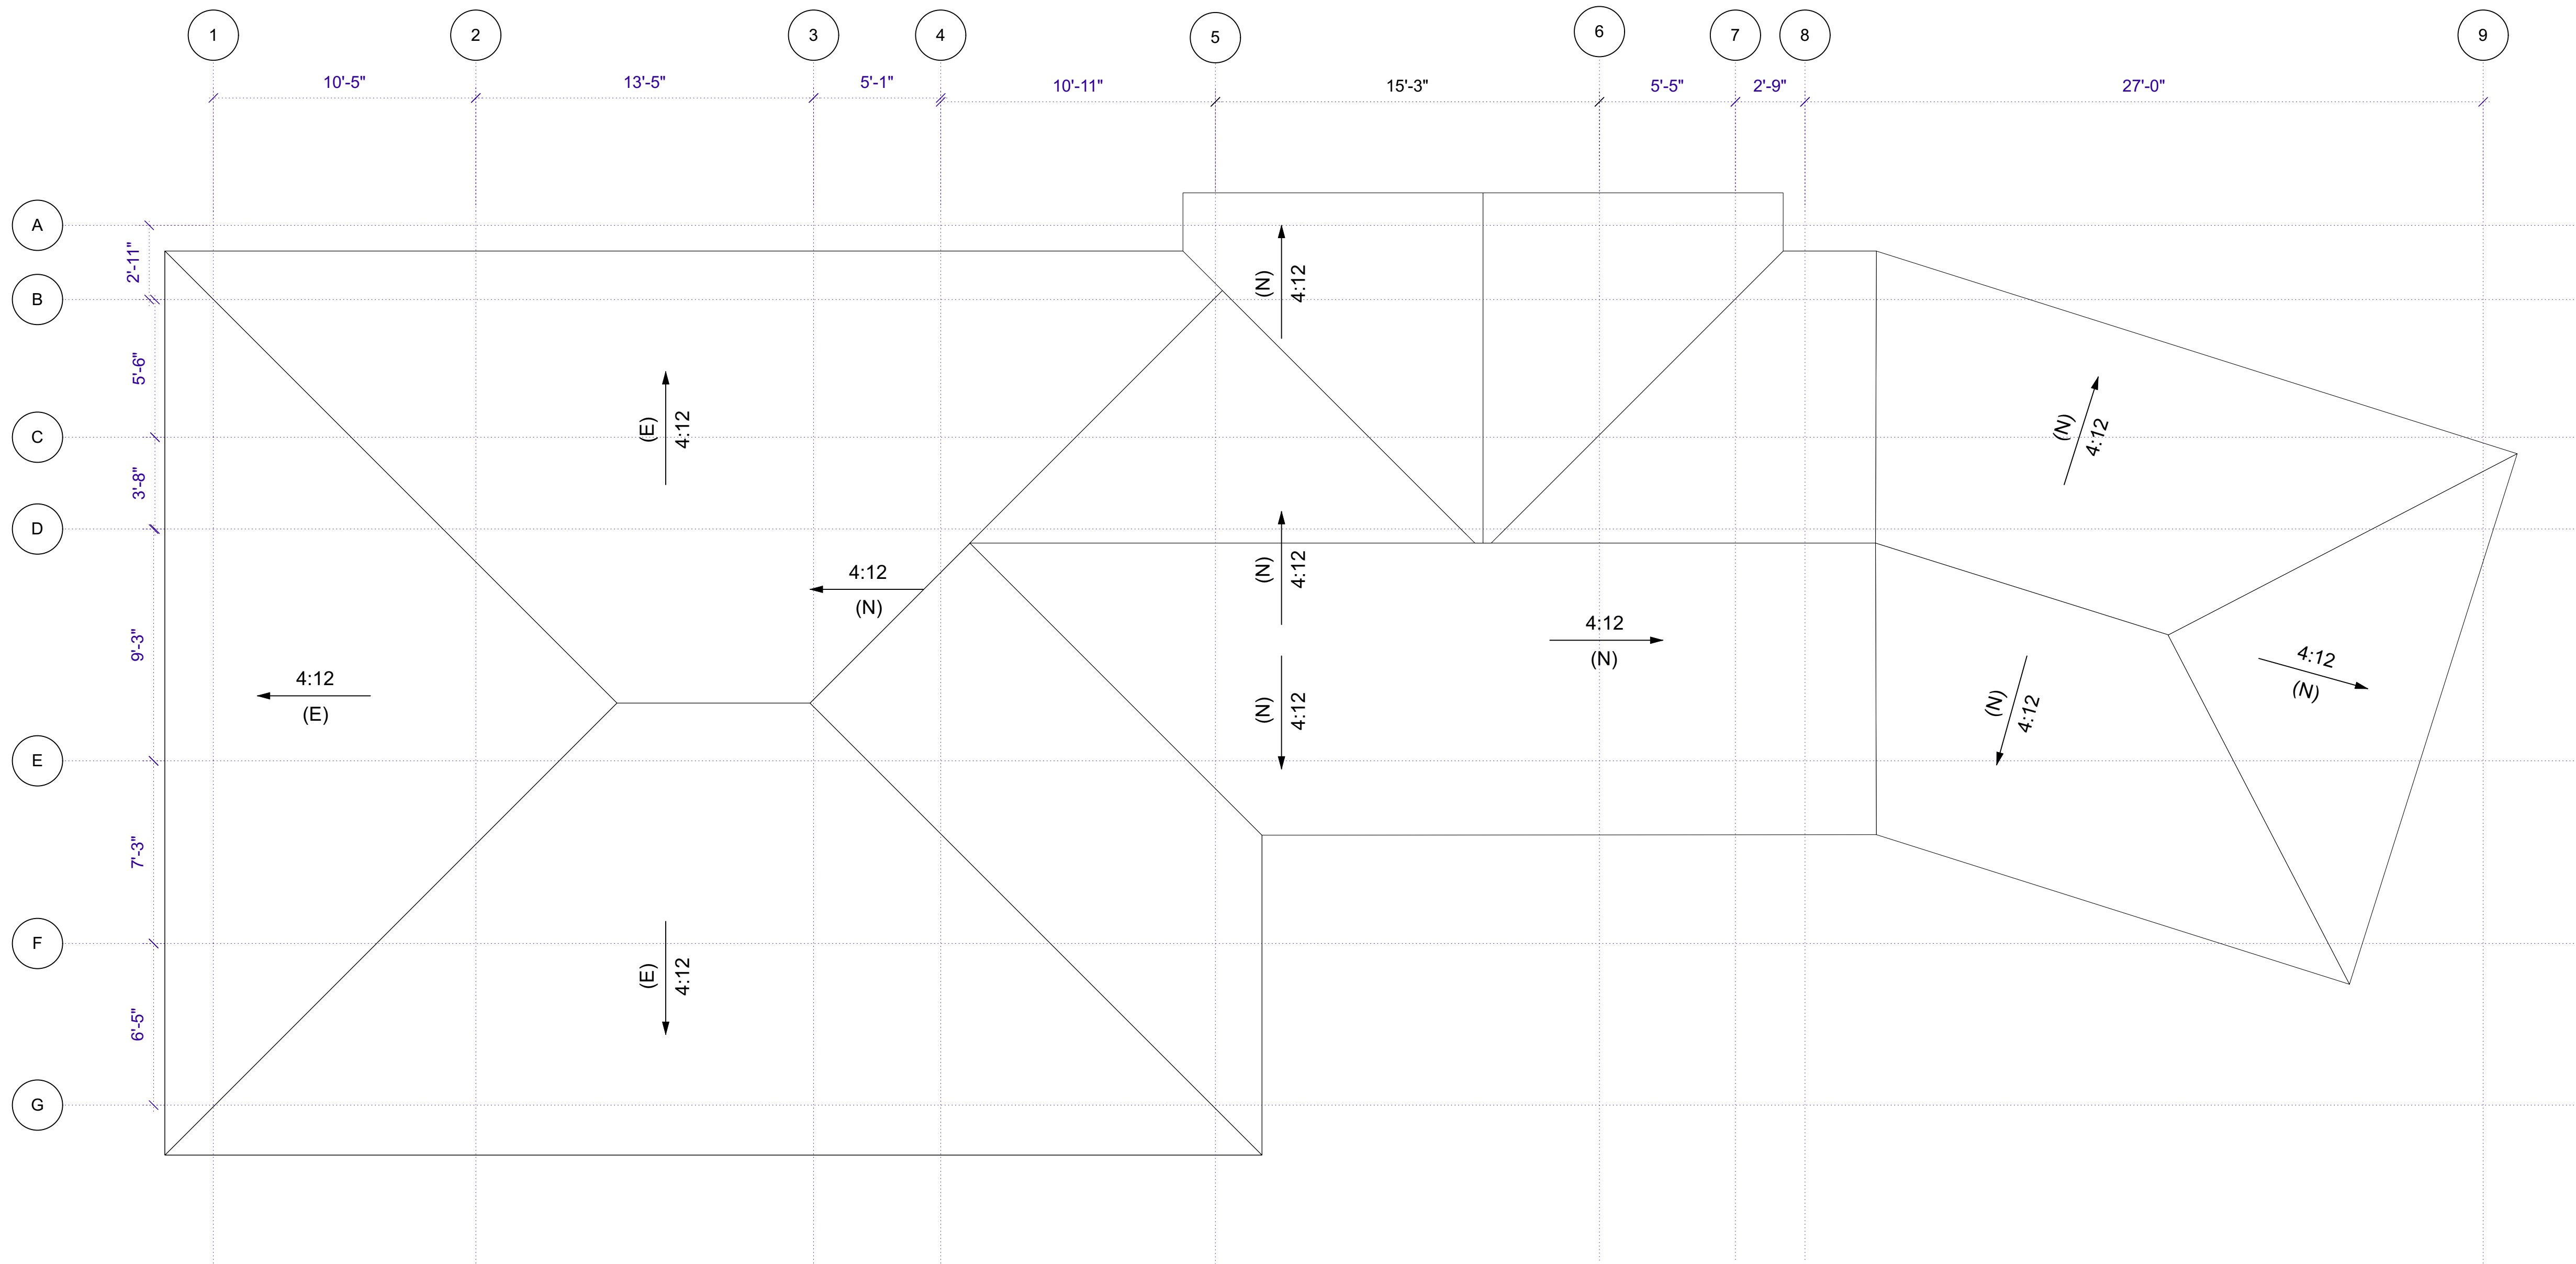 1 2 3 4 5 6 7 8 9
10'-5" 13'-5" 5'-1" 10'-11" 15'-3" 5'-5" 2'-9" 27'-0"
A
2'-11"
B
5'-6"
C
3'-8"
D
9'-3"
E
7'-3"
F
6'-5"
G
(N)
4:12
(E)
4:12
(N)
4:12
4:12
(N)
(N)
4:12
4:12
(N)
4:12
(E)
(N)
4:12
(N)
4:12
4:12
(N)
(E)
4:12